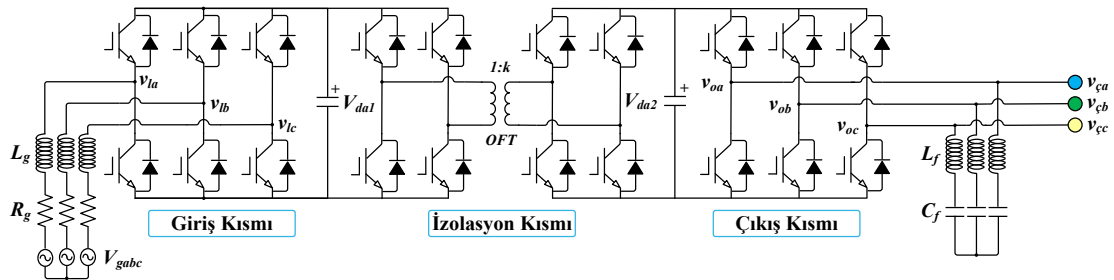 v_la
v_lb
v_lc
L_g
R_g
V_gabc
V_da1
1:k
OFT
V_da2
v_oa
v_ob
v_oc
v_ça
v_çb
v_çc
L_f
C_f
+
+
Giriş Kısmı
İzolasyon Kısmı
Çıkış Kısmı